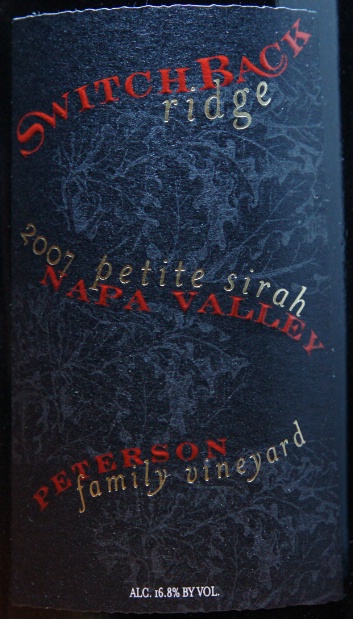 SWITCHBACK
ridge
2007 petite sirah
NAPA VALLEY
PETERSON
family vineyard
ALC. 16.8% BY VOL.